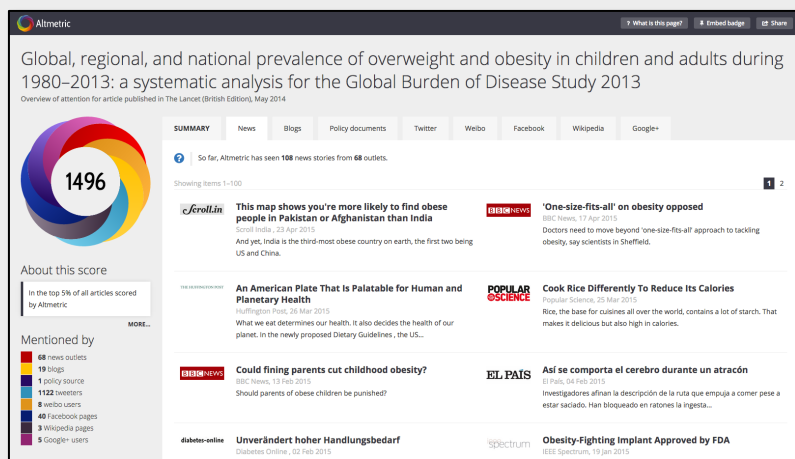 Altmetric
? What is this page?
Embed badge
Share
Global, regional, and national prevalence of overweight and obesity in children and adults during
1980–2013: a systematic analysis for the Global Burden of Disease Study 2013
Overview of attention for article published in The Lancet (British Edition), May 2014
1496
About this score
In the top 5% of all articles scored
by Altmetric
MORE...
Mentioned by
68 news outlets
19 blogs
1 policy source
1122 tweeters
8 weibo users
40 Facebook pages
3 Wikipedia pages
5 Google+ users
SUMMARY
News
Blogs
Policy documents
Twitter
Weibo
Facebook
Wikipedia
Google+
? So far, Altmetric has seen 108 news stories from 68 outlets.
Showing items 1–100
1 2
Scroll.in
This map shows you're more likely to find obese
people in Pakistan or Afghanistan than India
Scroll India , 23 Apr 2015
And yet, India is the third-most obese country on earth, the first two being
US and China.
BBC NEWS
'One-size-fits-all' on obesity opposed
BBC News, 17 Apr 2015
Doctors need to move beyond 'one-size-fits-all' approach to tackling
obesity, say scientists in Sheffield.
THE HUFFINGTON POST
An American Plate That Is Palatable for Human and
Planetary Health
Huffington Post, 26 Mar 2015
What we eat determines our health. It also decides the health of our
planet. In the newly proposed Dietary Guidelines , the US...
POPULAR
SCIENCE
Cook Rice Differently To Reduce Its Calories
Popular Science, 25 Mar 2015
Rice, the base for cuisines all over the world, contains a lot of starch. That
makes it delicious but also high in calories.
BBC NEWS
Could fining parents cut childhood obesity?
BBC News, 13 Feb 2015
Should parents of obese children be punished?
EL PAÍS
Así se comporta el cerebro durante un atracón
El País, 04 Feb 2015
Investigadores afinan la descripción de la ruta que empuja a comer pese a
estar saciado. Han bloqueado en ratones la ingesta...
diabetes-online
Unverändert hoher Handlungsbedarf
Diabetes Online , 02 Feb 2015
spectrum
Obesity-Fighting Implant Approved by FDA
IEEE Spectrum, 19 Jan 2015